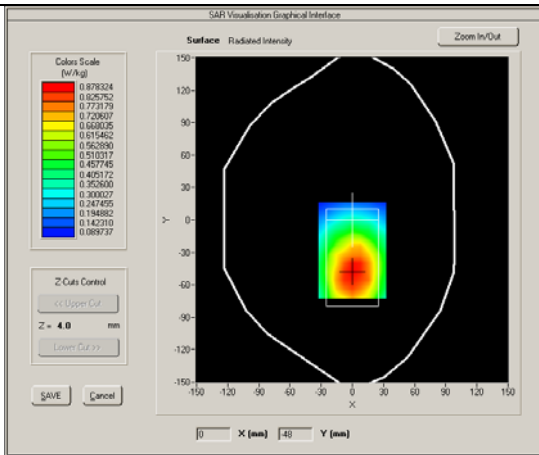 SAR Visualisation Graphical Interface
Surface Radiated Intensity
Zoom In/Out
Colors Scale
(W/kg)
0.878324
0.825752
0.773179
0.720607
0.668035
0.615462
0.562890
0.510317
0.457745
0.405172
0.352600
0.300027
0.247455
0.194882
0.142310
0.089737
Z Cuts Control
<< Upper Cut
Z = 4.0 mm
Lower Cut >>
SAVE Cancel
Y
150-
120-
90-
60-
30-
0-
-30-
-60-
-90-
-120-
-150-
-150 -120 -90 -60 -30 0 30 60 90 120 150
X
0 X (mm) -48 Y (mm)